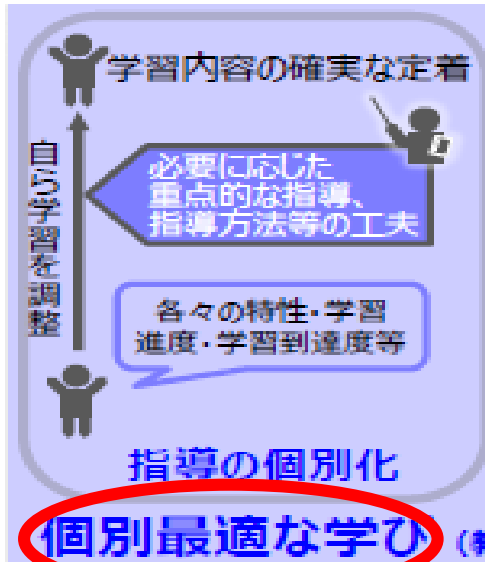 学習内容の確実な定着
必要に応じた
重点的な指導、
指導方法等の工夫
自ら学習を調整
各々の特性・学習
進度・学習到達度等
指導の個別化
個別最適な学び (